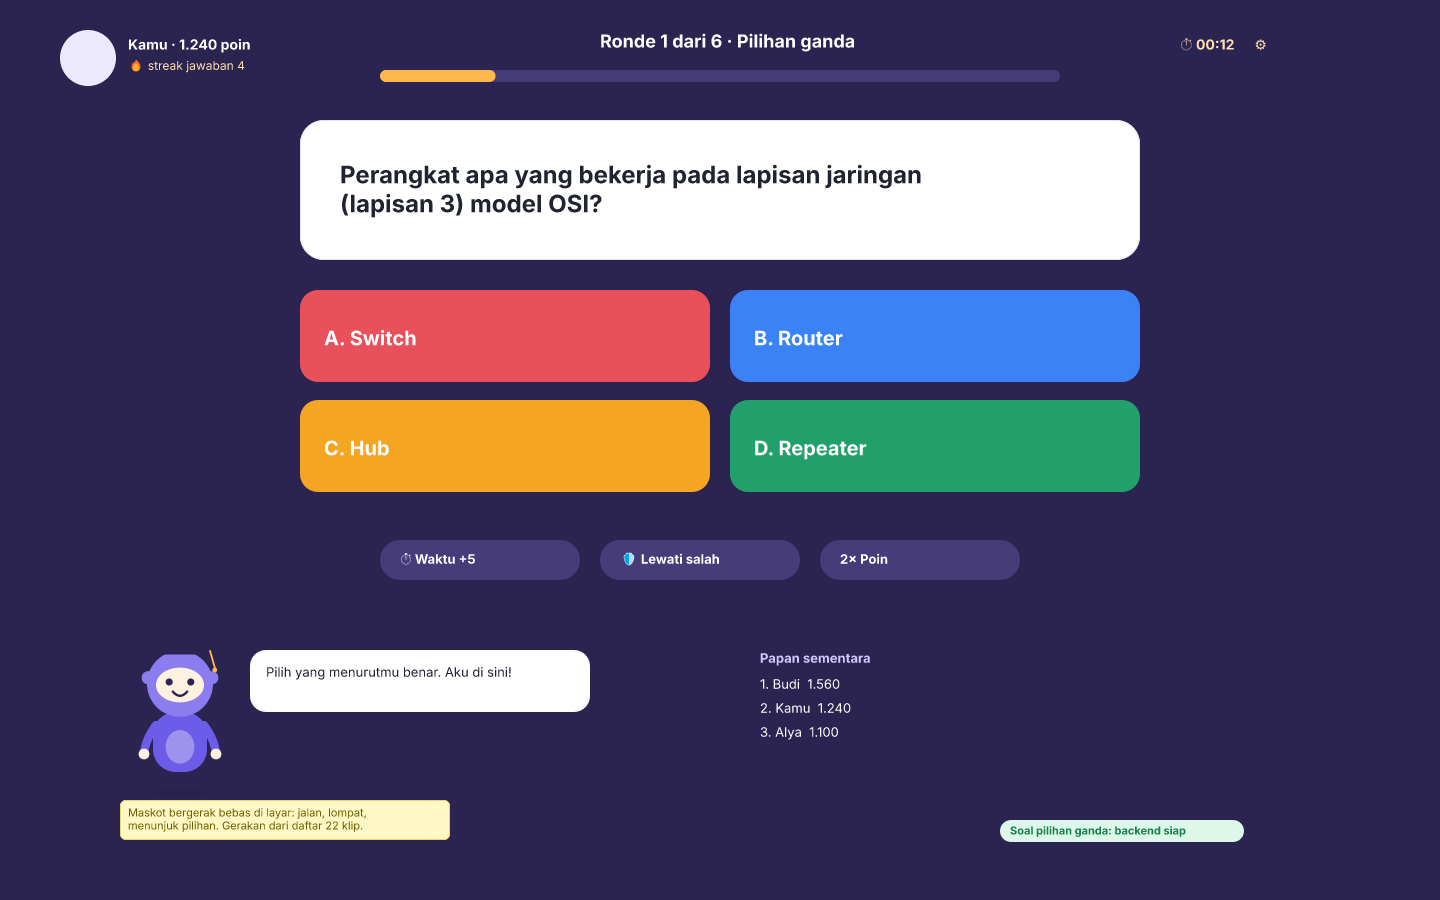 Kamu · 1.240 poin
🔥 streak jawaban 4
Ronde 1 dari 6 · Pilihan ganda
⏱ 00:12 ⚙
Perangkat apa yang bekerja pada lapisan jaringan
(lapisan 3) model OSI?
A. Switch
B. Router
C. Hub
D. Repeater
⏱ Waktu +5
🛡 Lewati salah
2× Poin
Pilih yang menurutmu benar. Aku di sini!
Papan sementara
1. Budi 1.560
2. Kamu 1.240
3. Alya 1.100
Maskot bergerak bebas di layar: jalan, lompat,
menunjuk pilihan. Gerakan dari daftar 22 klip.
Soal pilihan ganda: backend siap